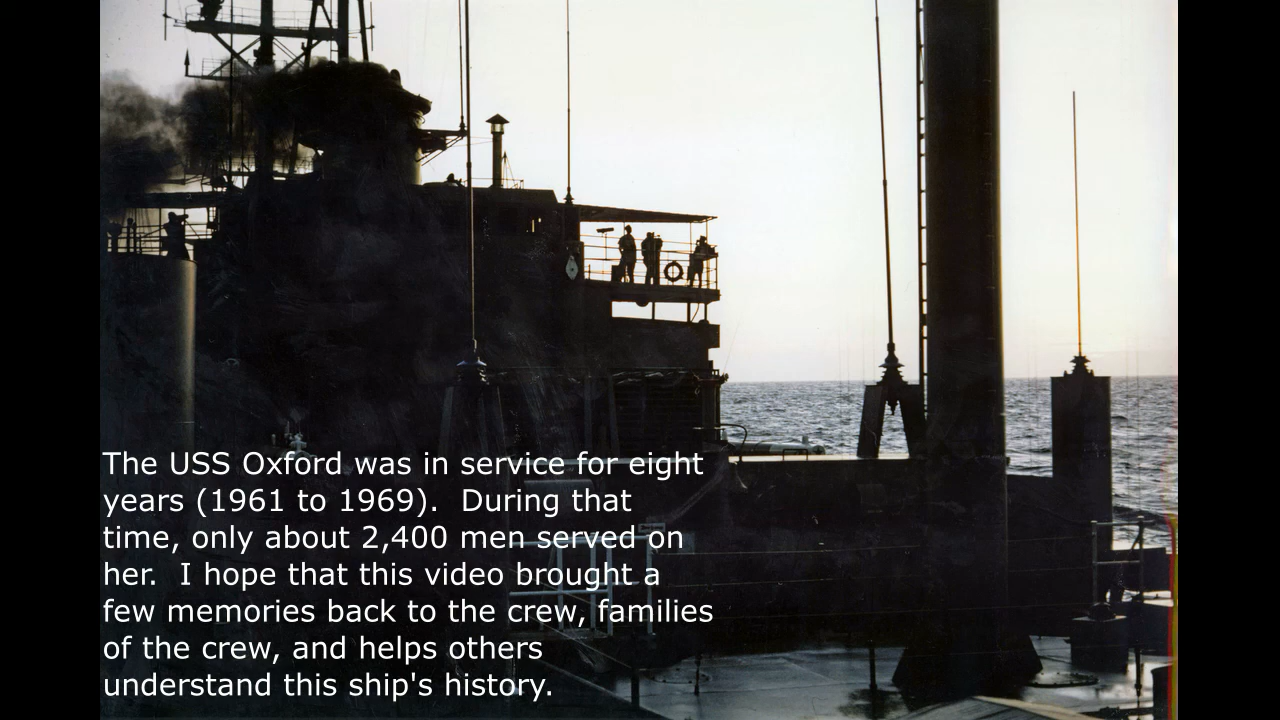 The USS Oxford was in service for eight
years (1961 to 1969).  During that
time, only about 2,400 men served on
her.  I hope that this video brought a
few memories back to the crew, families
of the crew, and helps others
understand this ship's history.